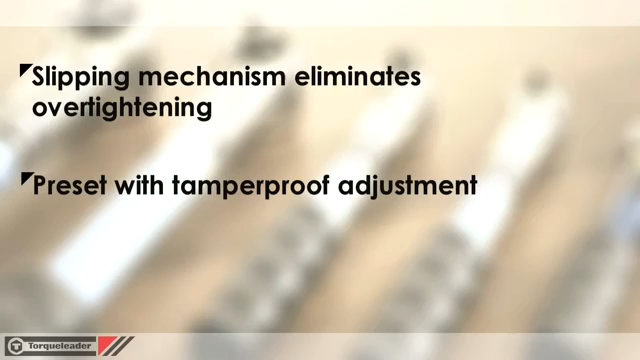 Slipping mechanism eliminates
overtightening
Preset with tamperproof adjustment
Torqueleader